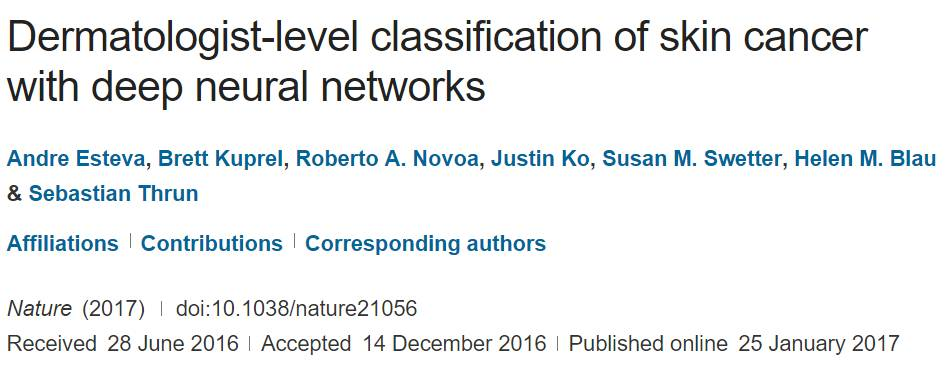 Dermatologist-level classification of skin cancer
with deep neural networks
Andre Esteva, Brett Kuprel, Roberto A. Novoa, Justin Ko, Susan M. Swetter, Helen M. Blau
& Sebastian Thrun
Affiliations | Contributions | Corresponding authors
Nature (2017) | doi:10.1038/nature21056
Received 28 June 2016 | Accepted 14 December 2016 | Published online 25 January 2017